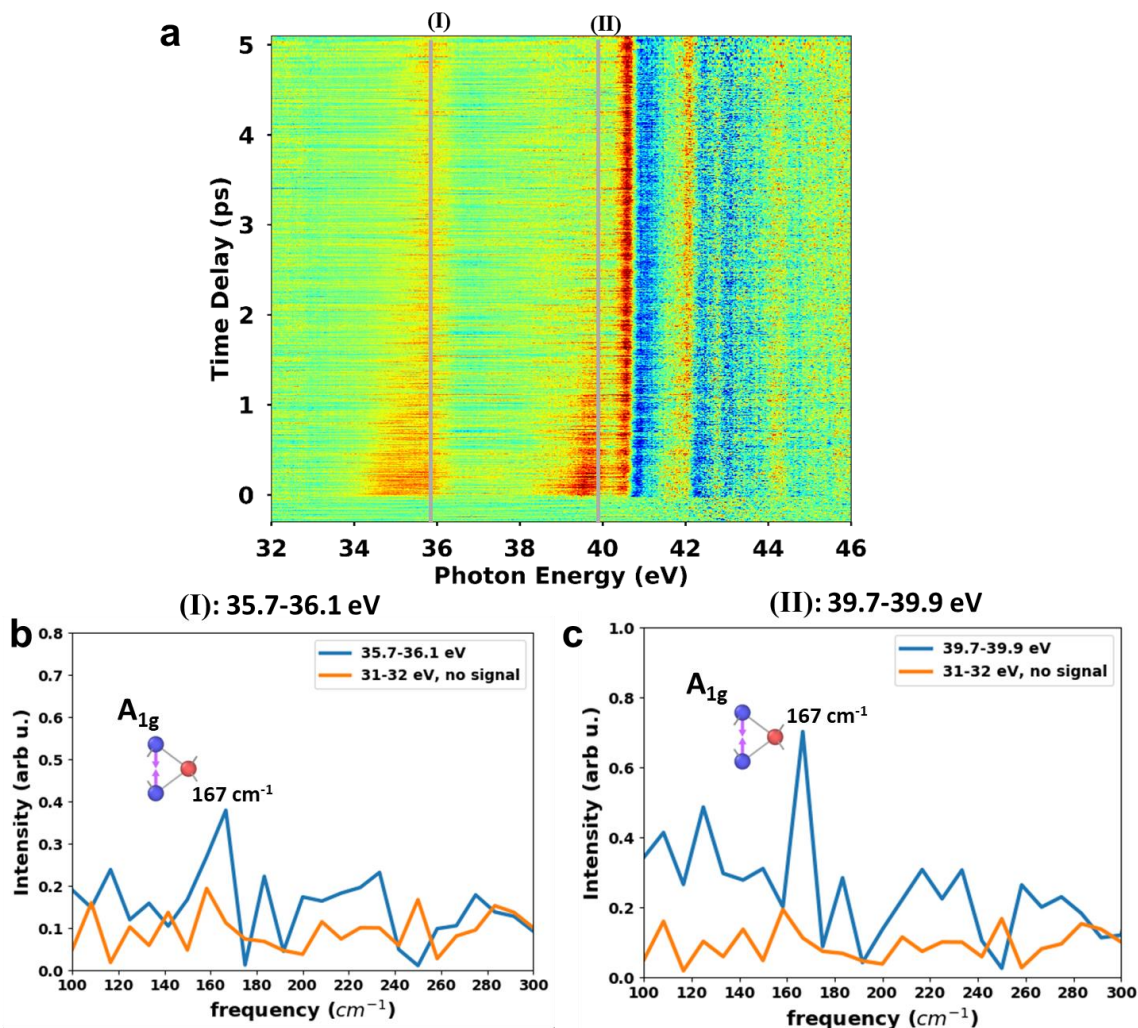 a
(I)
(II)
5
4
3
2
1
0
Time Delay (ps)
32 34 36 38 40 42 44 46
Photon Energy (eV)
(I): 35.7-36.1 eV
b
0.8
0.7
0.6
0.5
0.4
0.3
0.2
0.1
0.0
Intensity (arb u.)
35.7-36.1 eV
31-32 eV, no signal
A1g
167 cm-1
100 120 140 160 180 200 220 240 260 280 300
frequency (cm−1)
(II): 39.7-39.9 eV
c
1.0
0.8
0.6
0.4
0.2
0.0
Intensity (arb u.)
39.7-39.9 eV
31-32 eV, no signal
A1g
167 cm-1
100 120 140 160 180 200 220 240 260 280 300
frequency (cm−1)